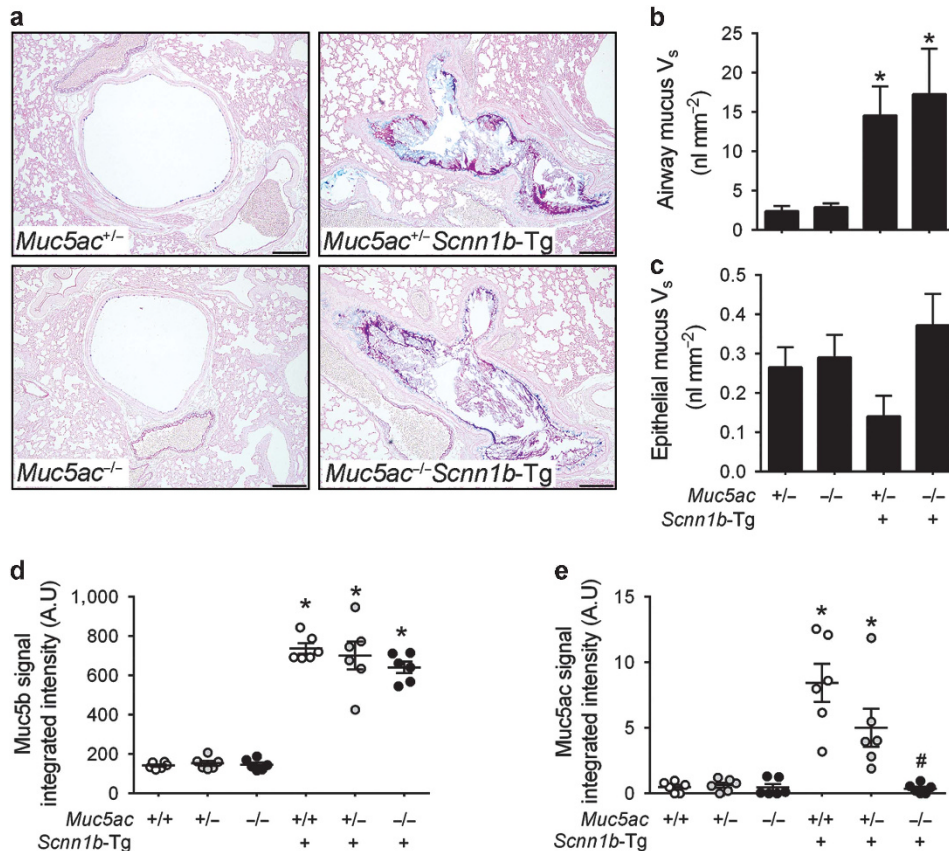 a
Muc5ac+/–
Muc5ac+/–Scnn1b-Tg
Muc5ac–/–
Muc5ac–/–Scnn1b-Tg
b
Airway mucus Vs
(nl mm⁻²)
25
20
15
10
5
0
*
*
c
Epithelial mucus Vs
(nl mm⁻²)
0.5
0.4
0.3
0.2
0.1
0.0
Muc5ac +/– –/– +/– –/–
Scnn1b-Tg + +
d
Muc5b signal
integrated intensity (A.U)
1,000
800
600
400
200
0
* * *
Muc5ac +/+ +/– –/– +/+ +/– –/–
Scnn1b-Tg + + +
e
Muc5ac signal
integrated intensity (A.U)
15
10
5
0
* * #
Muc5ac +/+ +/– –/– +/+ +/– –/–
Scnn1b-Tg + + +